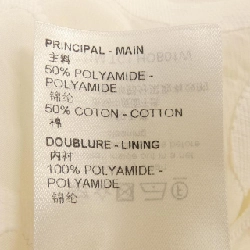 PRINCIPAL - MAIN
主料
50% POLYAMIDE -
POLYAMIDE
锦纶
50% COTON - COTTON
棉
DOUBLURE - LINING
内衬
100% POLYAMIDE -
POLYAMIDE
锦纶